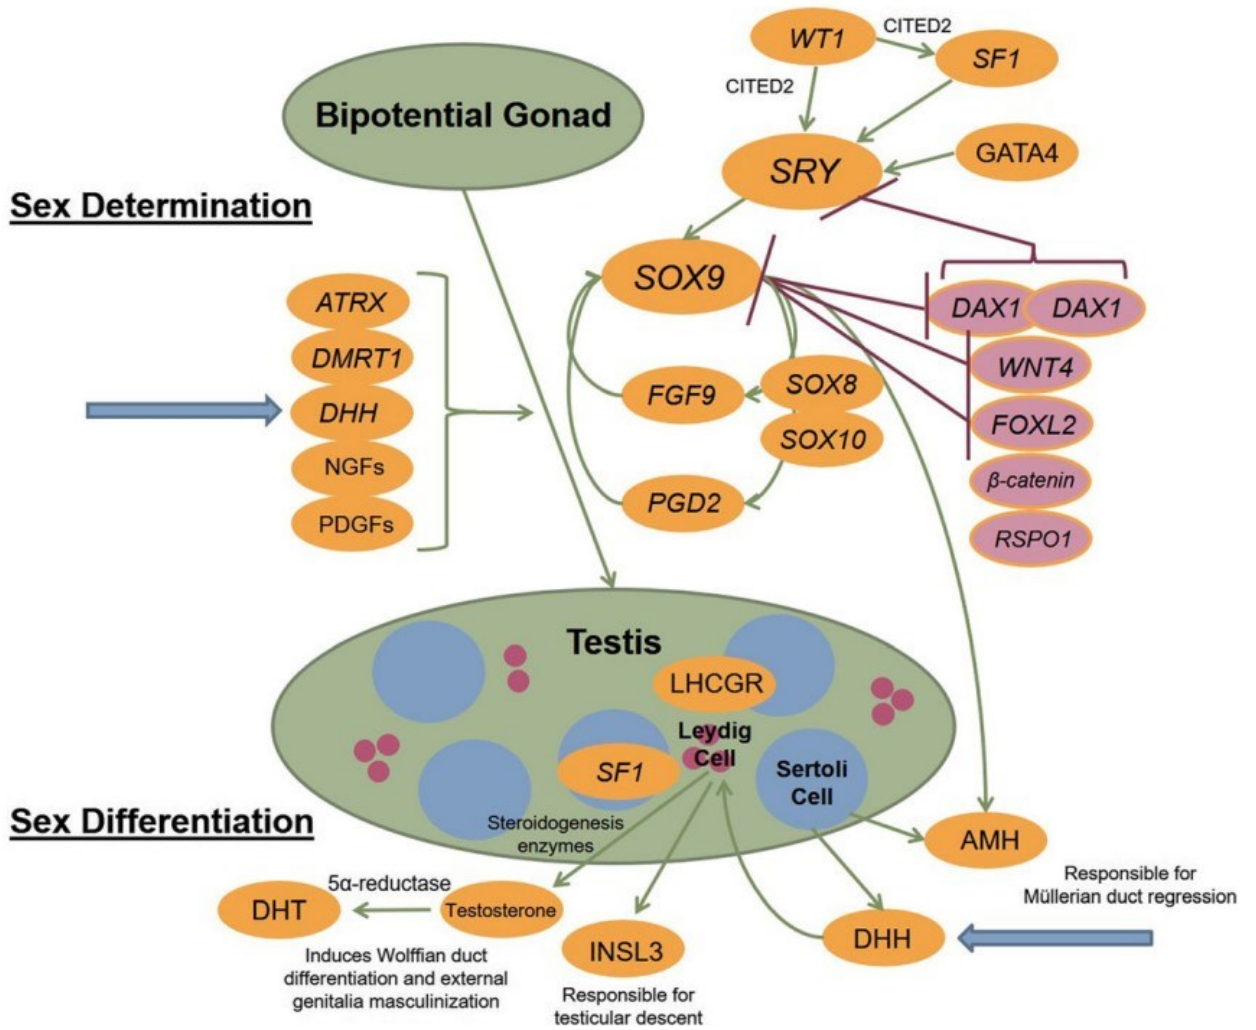 WT1
CITED2
SF1
CITED2
Bipotential Gonad
GATA4
SRY
Sex Determination
SOX9
ATRX
DAX1
DAX1
DMRT1
WNT4
SOX8
FGF9
DHH
FOXL2
SOX10
NGFs
β-catenin
PGD2
PDGFs
RSPO1
Testis
LHCGR
Leydig
Cell
SF1
Sertoli
Cell
Sex Differentiation
Steroidogenesis
enzymes
AMH
Responsible for
Müllerian duct regression
5α-reductase
DHT
Testosterone
DHH
INSL3
Induces Wolffian duct
differentiation and external
genitalia masculinization
Responsible for
testicular descent